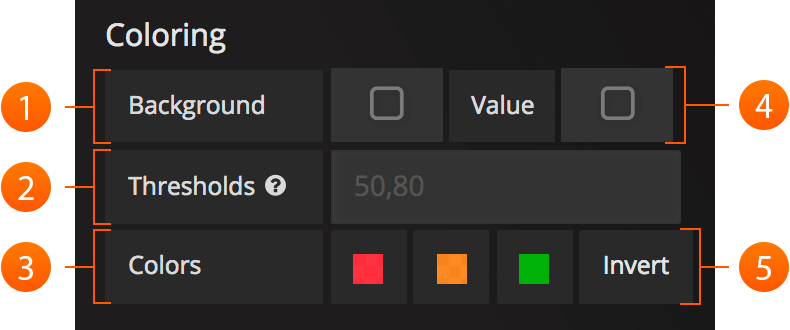 Coloring
1 Background Value 4
2 Thresholds ? 50,80
3 Colors Invert 5